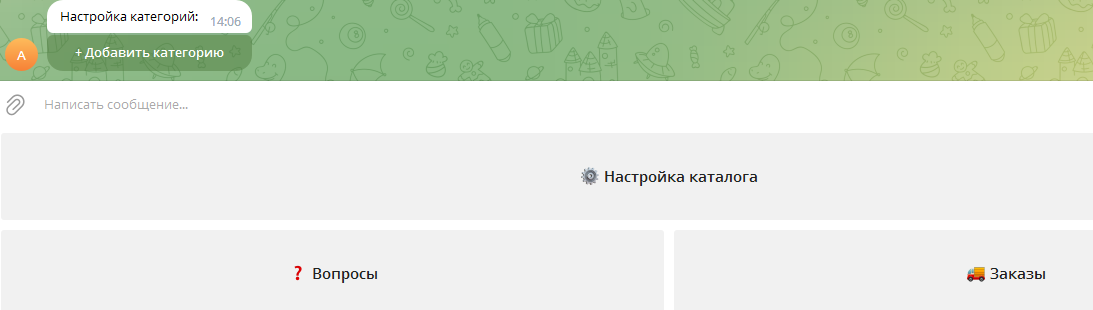 Настройка категорий:
14:06
А
+ Добавить категорию
Написать сообщение...
⚙️ Настройка каталога
❓ Вопросы
🚚 Заказы